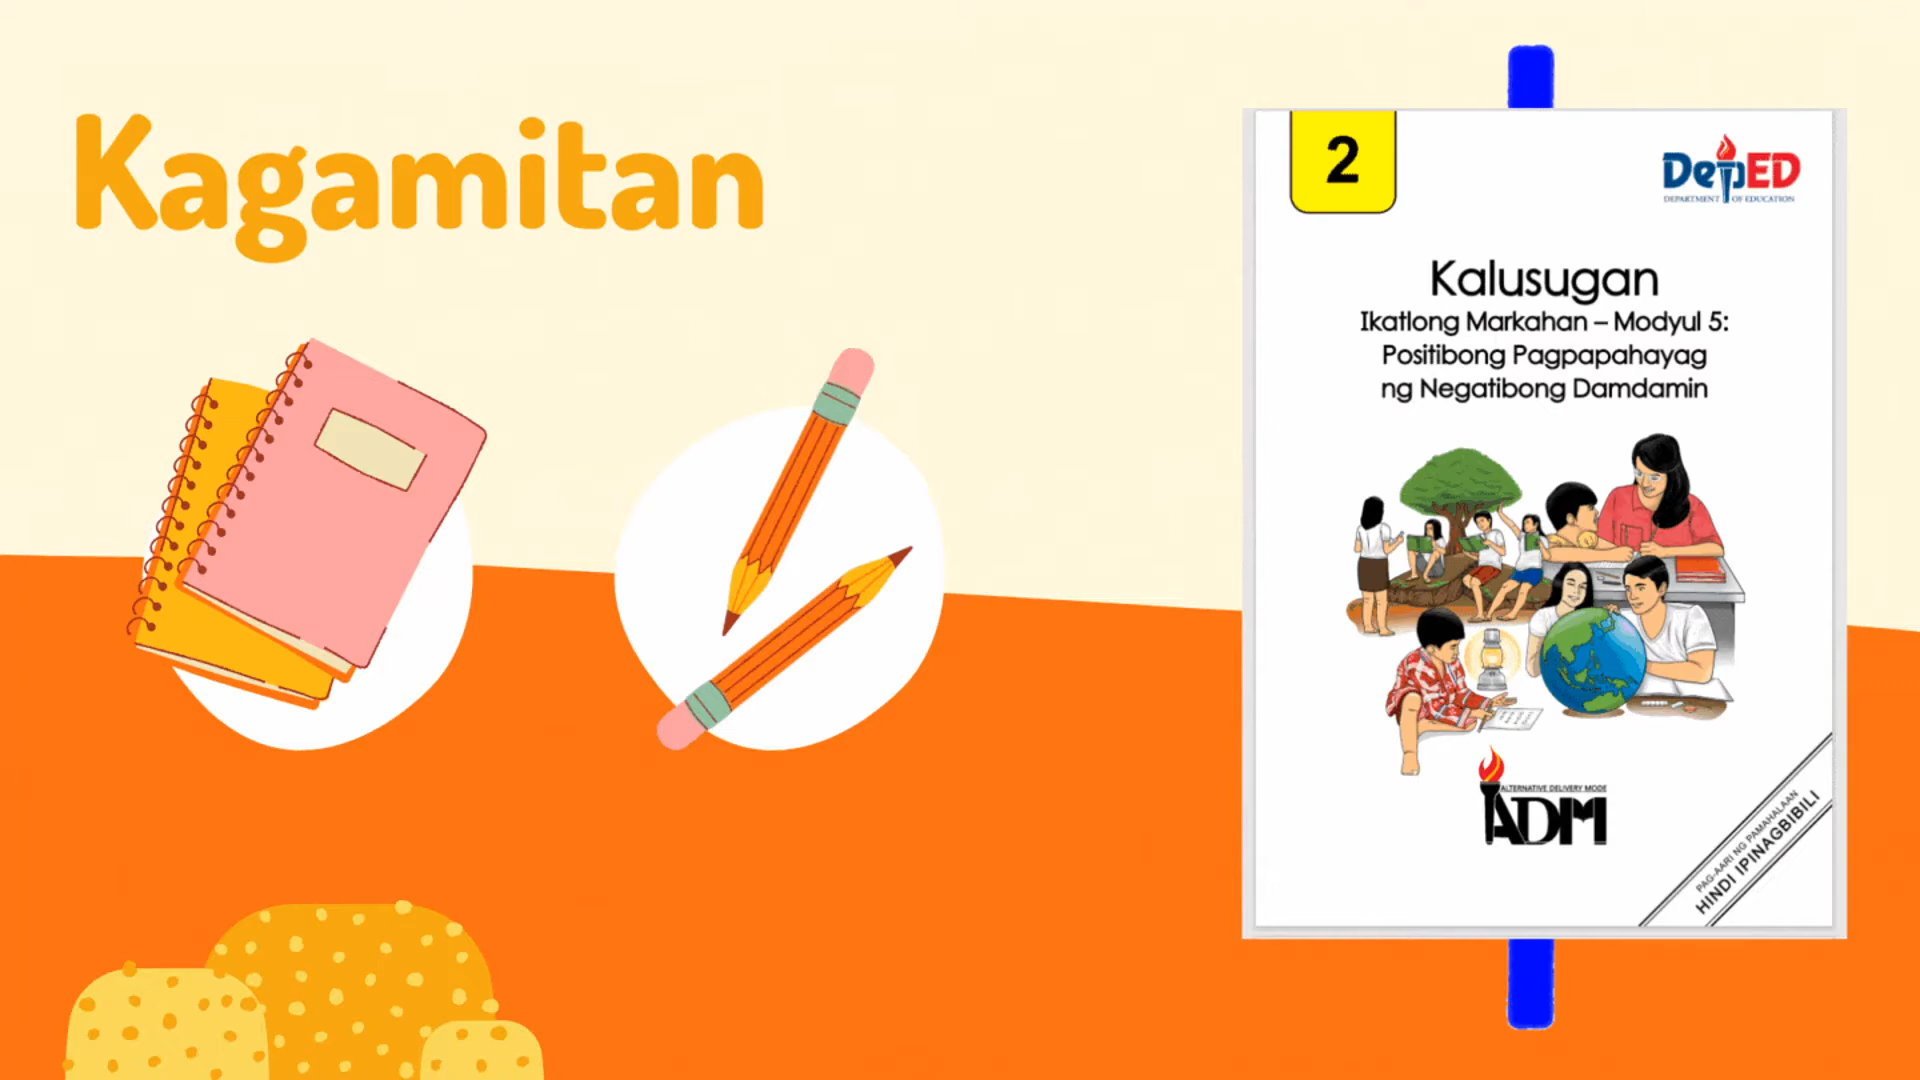 Kagamitan
2
DepED
DEPARTMENT OF EDUCATION
Kalusugan
Ikatlong Markahan – Modyul 5:
Positibong Pagpapahayag
ng Negatibong Damdamin
ALTERNATIVE DELIVERY MODE
ADM
PAG-AARI NG PAMAHALAAN
HINDI IPINAGBIBILI